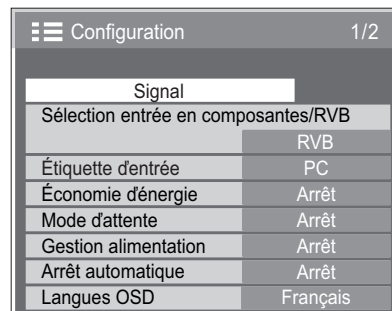 Configuration 1/2
Signal
Sélection entrée en composantes/RVB
RVB
Étiquette d'entrée PC
Économie d'énergie Arrêt
Mode d'attente Arrêt
Gestion alimentation Arrêt
Arrêt automatique Arrêt
Langues OSD Français